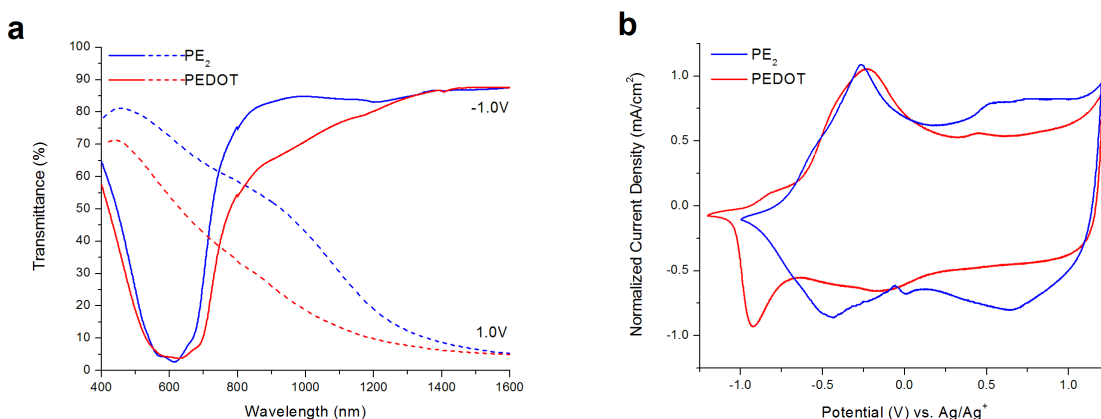 a
PE₂
PEDOT
100
90
80
70
60
50
40
30
20
10
0
400
600
800
1000
1200
1400
1600
-1.0V
1.0V
Transmittance (%)
Wavelength (nm)
b
PE₂
PEDOT
1.0
0.5
0.0
-0.5
-1.0
-1.0
-0.5
0.0
0.5
1.0
Normalized Current Density (mA/cm²)
Potential (V) vs. Ag/Ag⁺